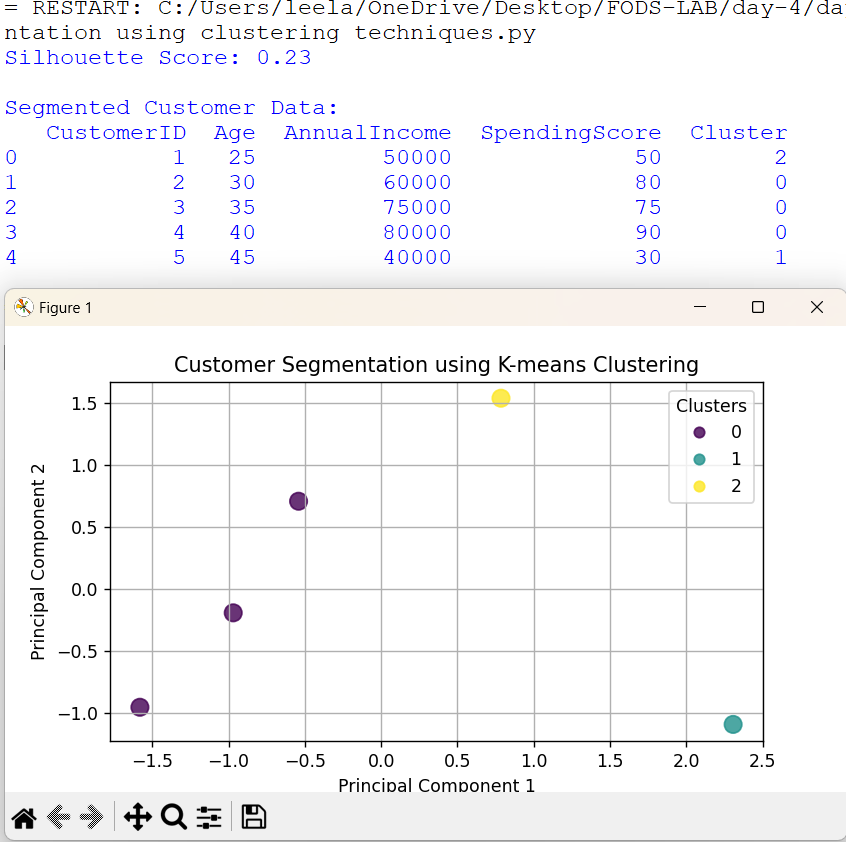 = RESTART: C:/Users/leela/OneDrive/Desktop/FODS-LAB/day-4/da
ntation using clustering techniques.py
Silhouette Score: 0.23
Segmented Customer Data:
CustomerID Age AnnualIncome SpendingScore Cluster
0 1 25 50000 50 2
1 2 30 60000 80 0
2 3 35 75000 75 0
3 4 40 80000 90 0
4 5 45 40000 30 1
Figure 1
Customer Segmentation using K-means Clustering
Clusters
0
1
2
Principal Component 2
1.5
1.0
0.5
0.0
−0.5
−1.0
−1.5 −1.0 −0.5 0.0 0.5 1.0 1.5 2.0 2.5
Principal Component 1